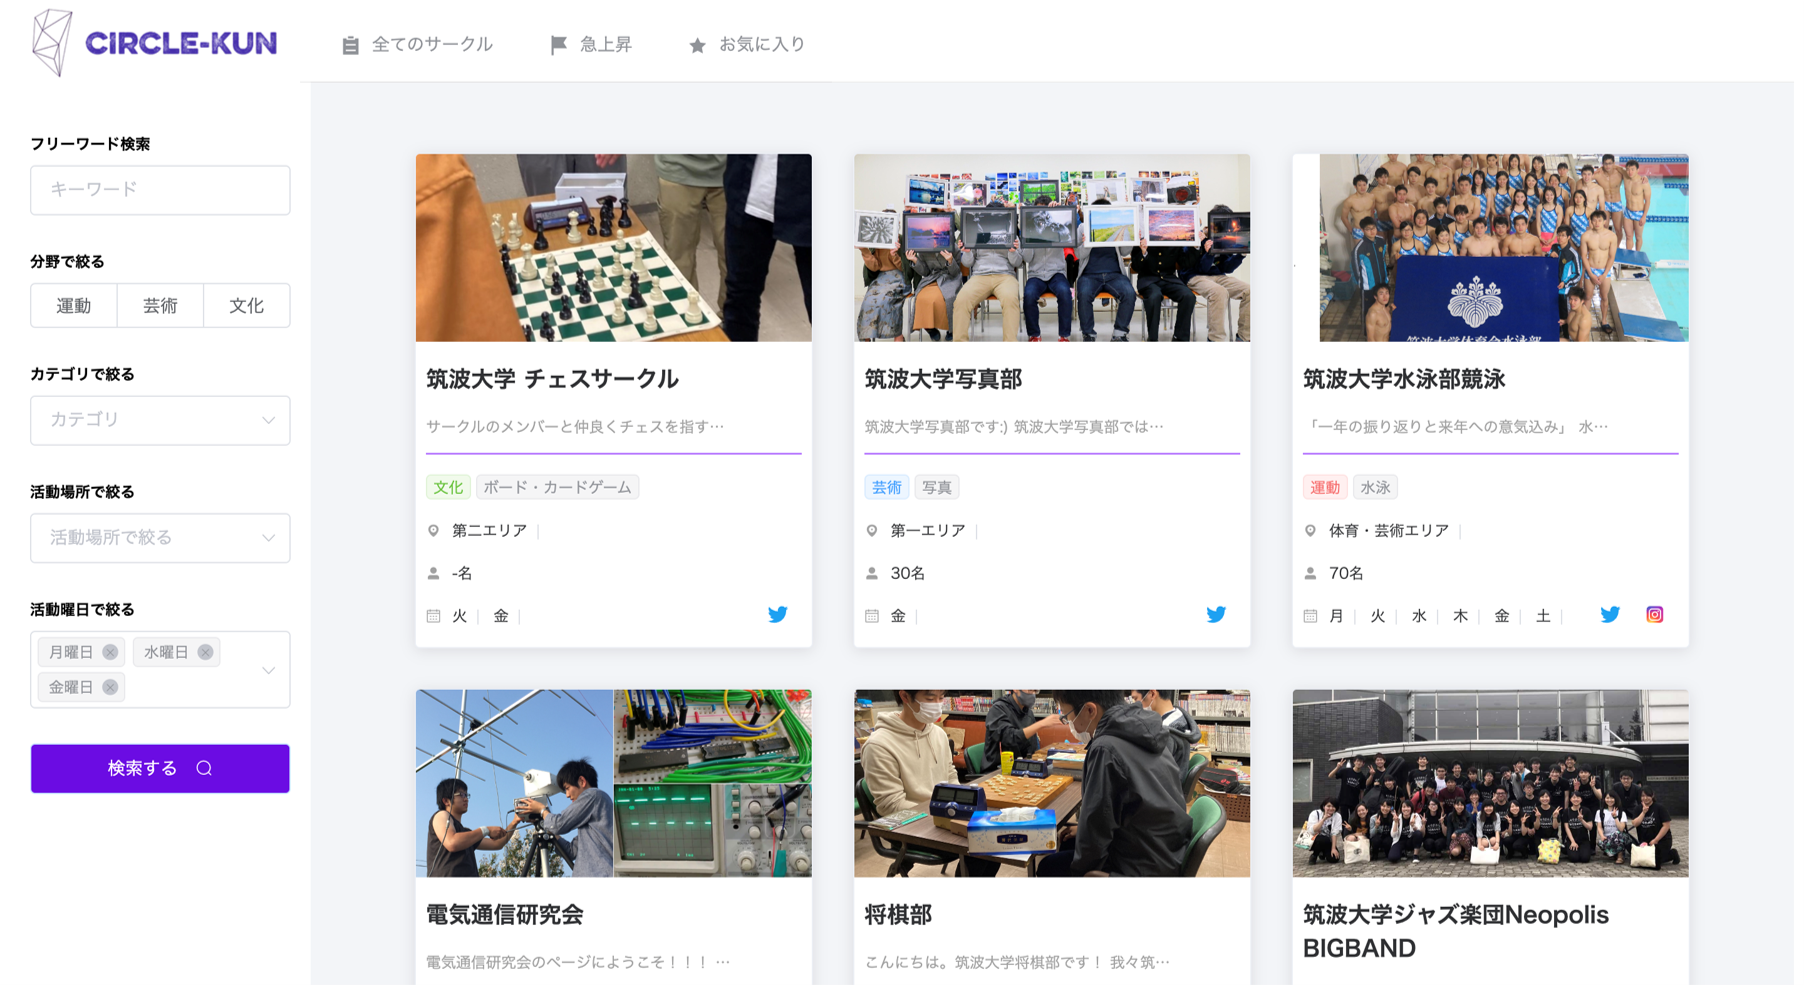 CIRCLE-KUN
全てのサークル
急上昇
お気に入り
フリーワード検索
キーワード
分野で絞る
運動
芸術
文化
カテゴリで絞る
カテゴリ
活動場所で絞る
活動場所で絞る
活動曜日で絞る
月曜日
水曜日
金曜日
検索する
筑波大学 チェスサークル
サークルのメンバーと仲良くチェスを指す…
文化 ボード・カードゲーム
第二エリア
-名
火 金
筑波大学写真部
筑波大学写真部です:) 筑波大学写真部では…
芸術 写真
第一エリア
30名
金
筑波大学体育会水泳部
筑波大学水泳部競泳
「一年の振り返りと来年への意気込み」 水…
運動 水泳
体育・芸術エリア
70名
月 火 水 木 金 土
電気通信研究会
電気通信研究会のページにようこそ！！！ …
将棋部
こんにちは。筑波大学将棋部です！ 我々筑…
筑波大学ジャズ楽団Neopolis
BIGBAND